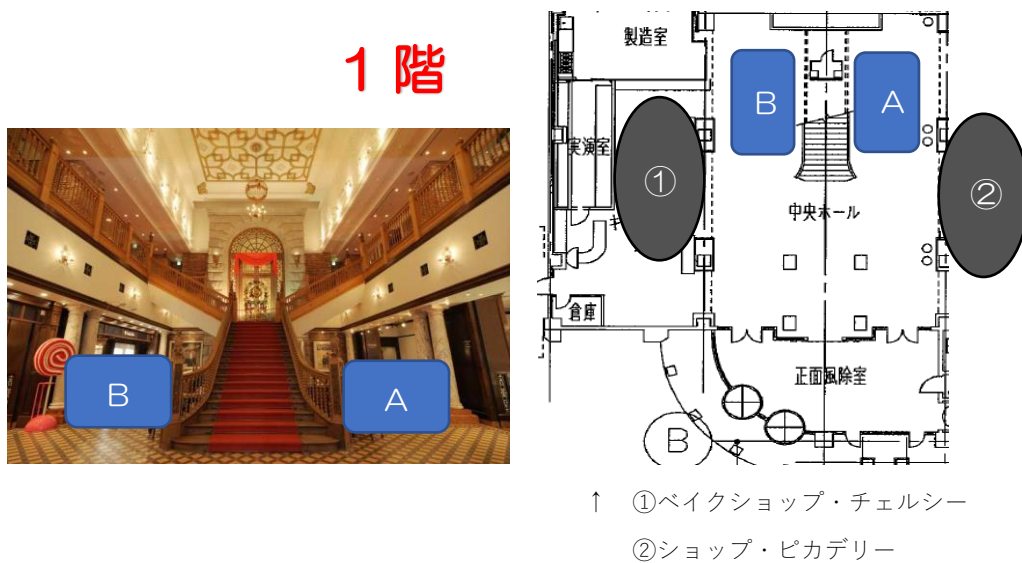 1階
製造室
B
A
実演室
①
②
中央ホール
キ
倉庫
B
A
正面風除室
B
↑ ①ベイクショップ・チェルシー
②ショップ・ピカデリー